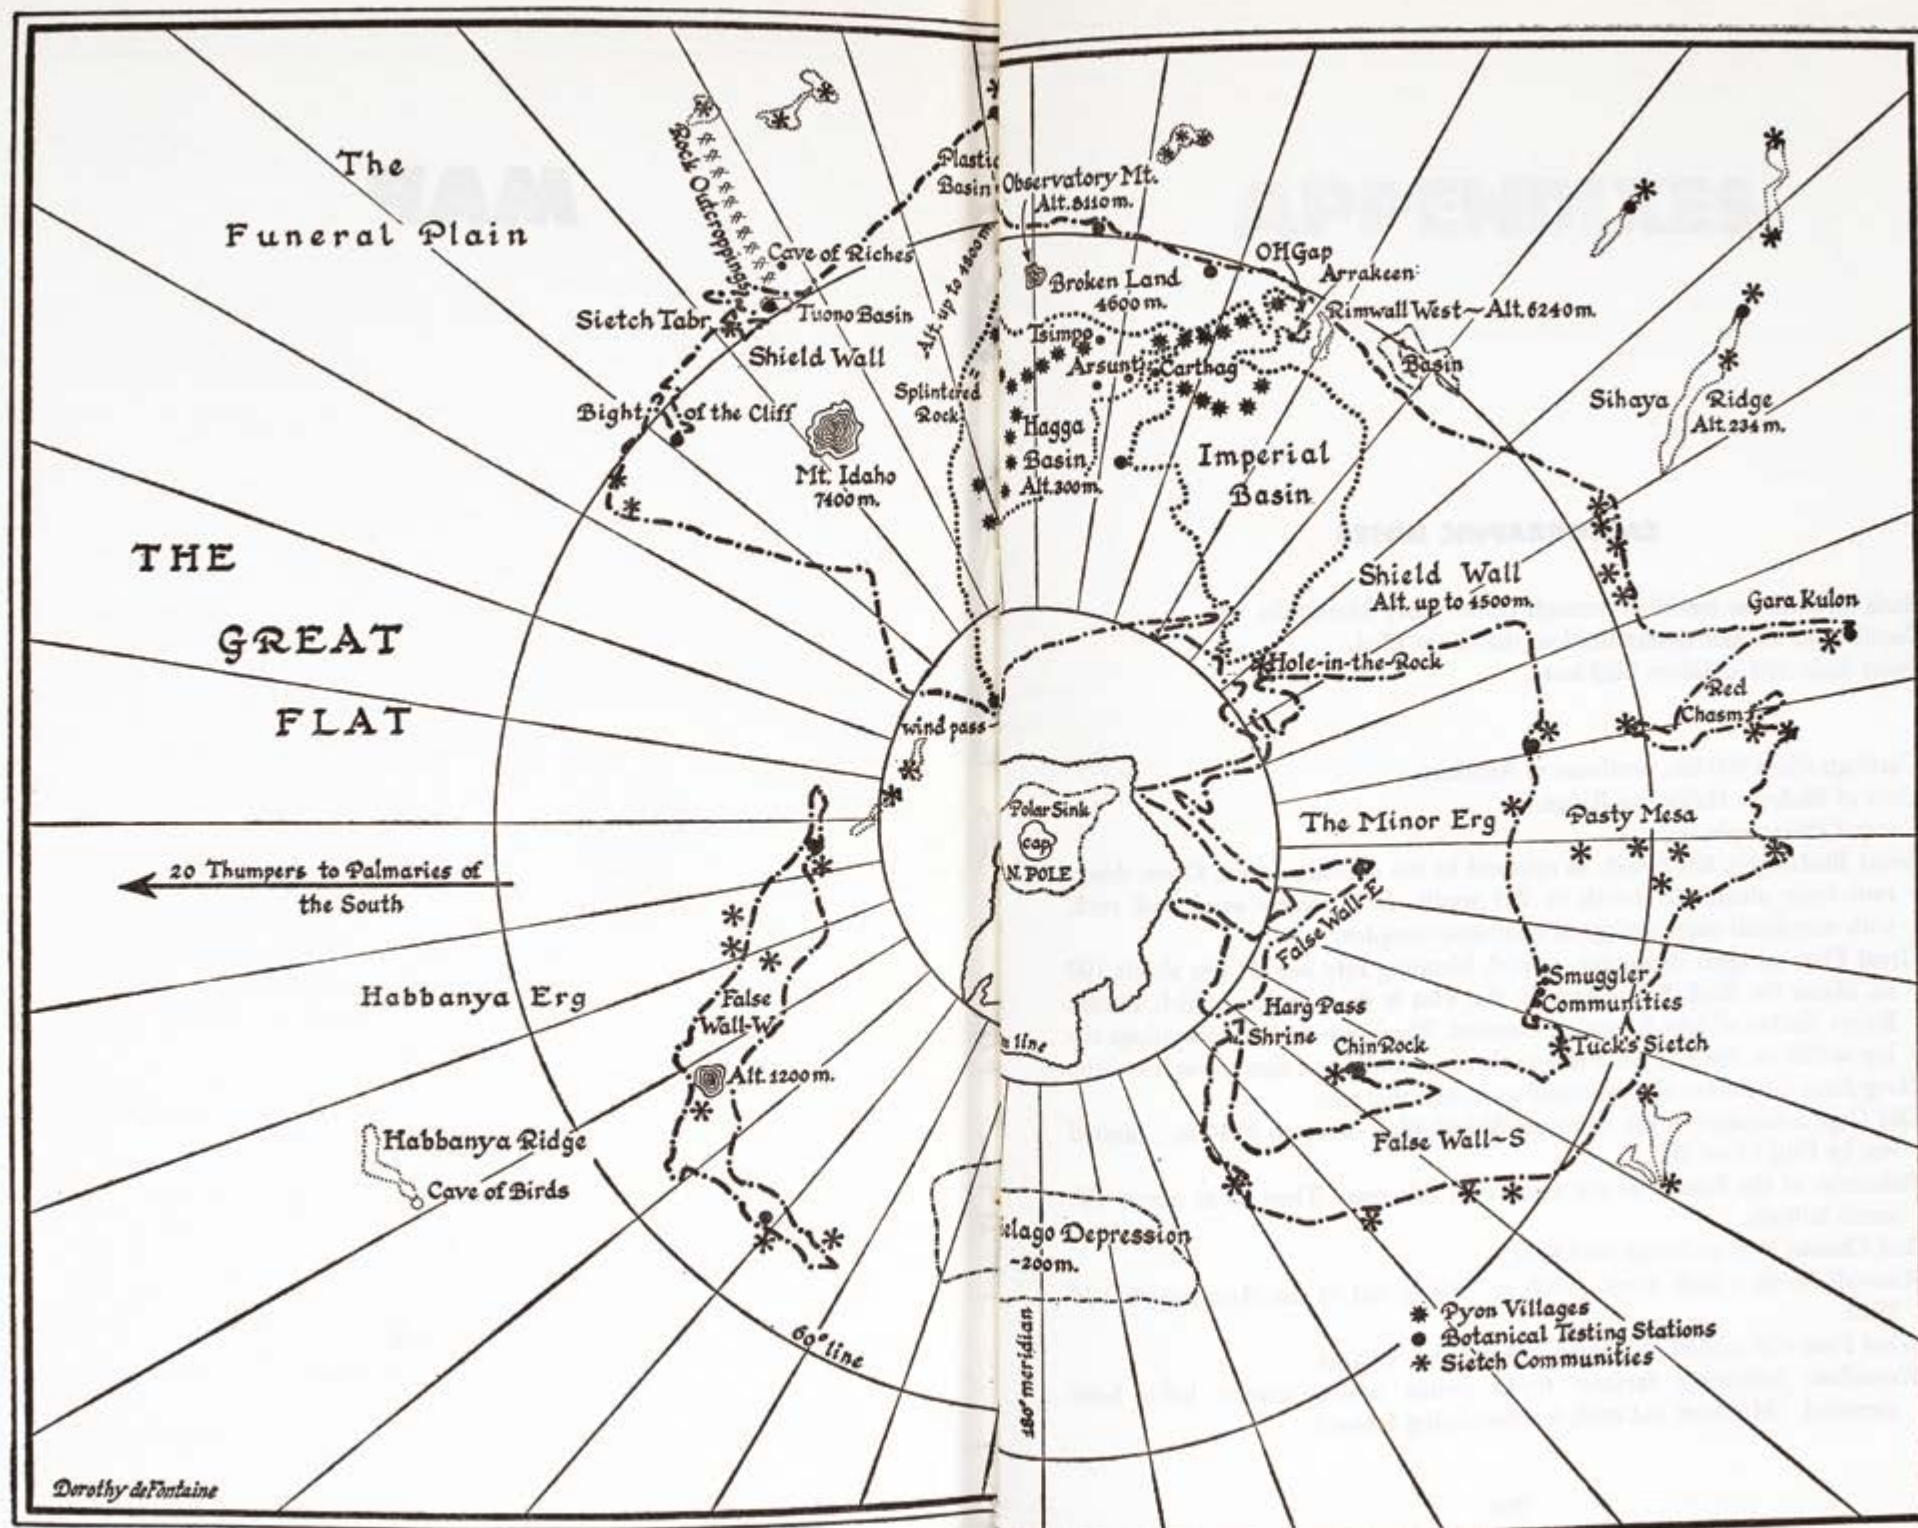 The
Funeral Plain
Rock Outcroppings
Cave of Riches
Sietch Tabr
Tuono Basin
Shield Wall
Bight of the Cliff
Mt. Idaho
7400 m.
Alt. up to 4800 m.
Splintered
Rock
Plastic
Basin
Observatory Mt.
Alt. 8110 m.
Broken Land
4600 m.
OH Gap
Arrakeen
Rimwall West ~ Alt. 6240 m.
Basin
Tsimpo
Arsunt
Carthag
Hagga
Basin
Alt. 300 m.
Imperial
Basin
Sihaya Ridge
Alt. 234 m.
Shield Wall
Alt. up to 4500 m.
Gara Kulon
Hole-in-the-Rock
Red
Chasm
THE
GREAT
FLAT
wind pass
Polar Sink
cap
N. POLE
The Minor Erg
Pasty Mesa
20 Thumpers to Palmaries of
the South
False Wall-E
Habbanya Erg
False
Wall-W
Alt. 1200 m.
Harg Pass
Shrine
Chin Rock
Smuggler
Communities
Tuck's Sietch
line
Habbanya Ridge
Cave of Birds
False Wall~S
elago Depression
-200 m.
60° line
180° meridian
Pyon Villages
Botanical Testing Stations
Sietch Communities
Dorothy deFontaine